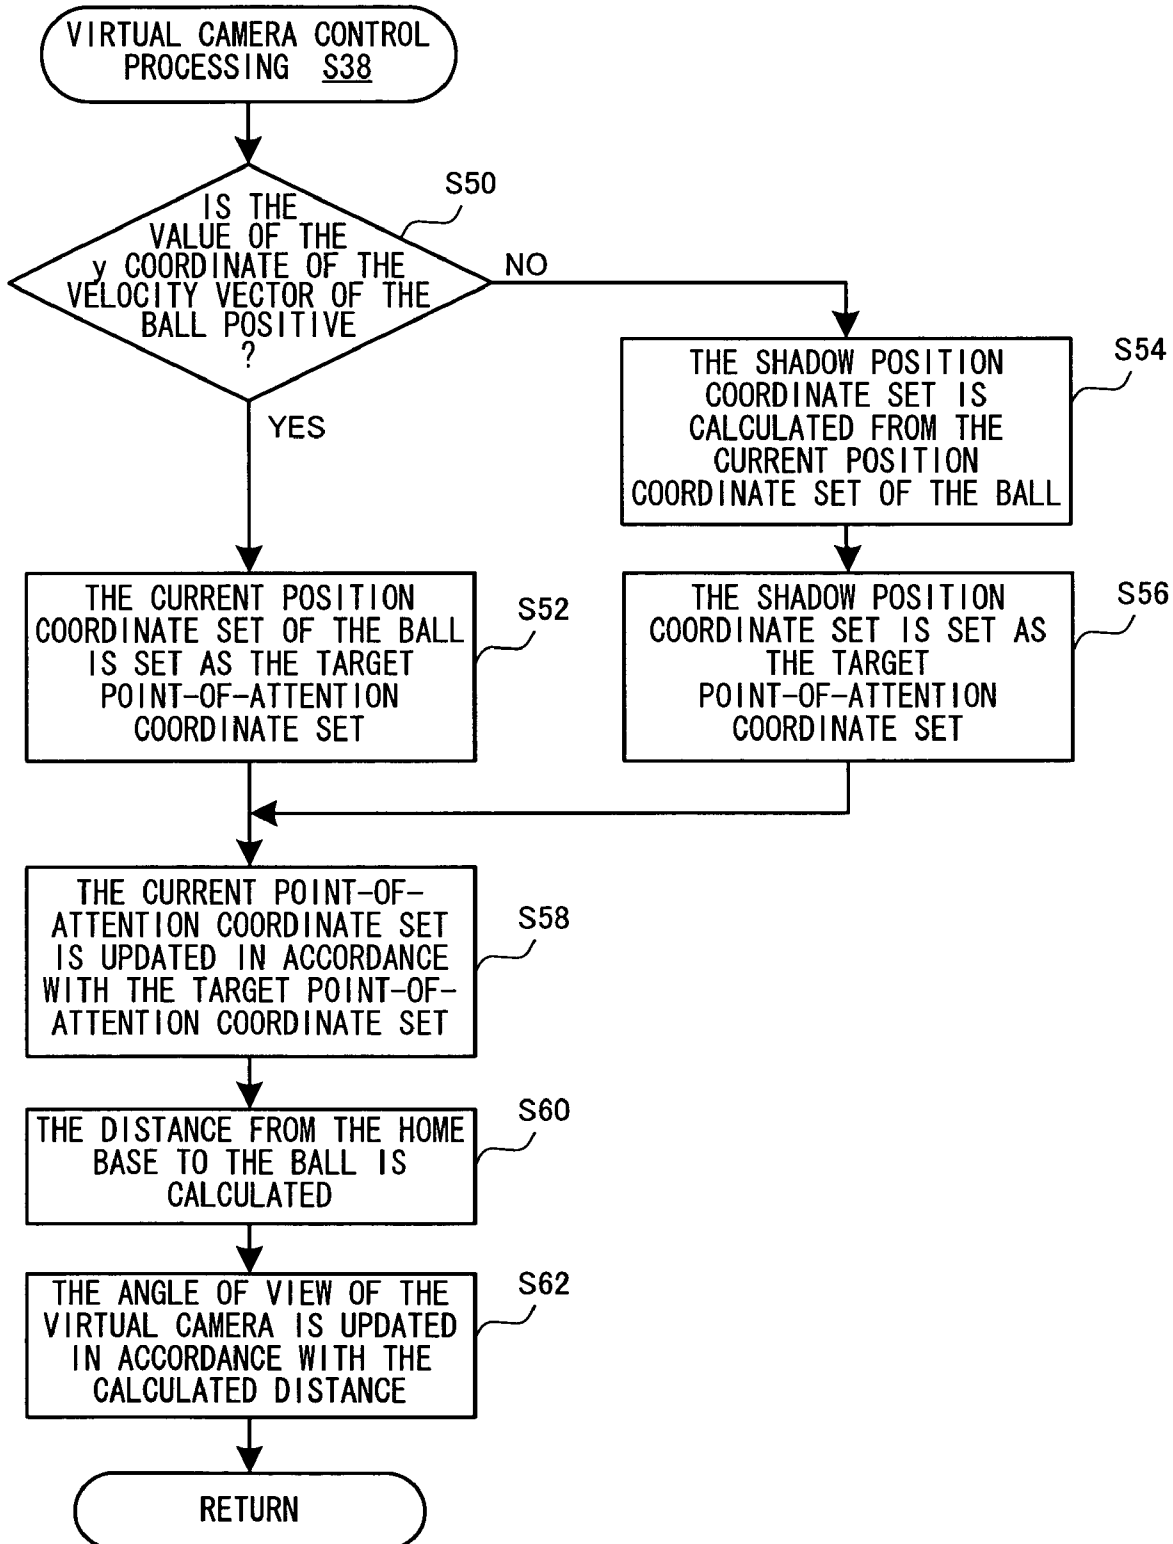 VIRTUAL CAMERA CONTROL
PROCESSING S38
S50
IS THE
VALUE OF THE
y COORDINATE OF THE
VELOCITY VECTOR OF THE
BALL POSITIVE
?
NO
YES
S54
THE SHADOW POSITION
COORDINATE SET IS
CALCULATED FROM THE
CURRENT POSITION
COORDINATE SET OF THE BALL
THE CURRENT POSITION
COORDINATE SET OF THE BALL
IS SET AS THE TARGET
POINT-OF-ATTENTION
COORDINATE SET
S52
THE SHADOW POSITION
COORDINATE SET IS SET AS
THE TARGET
POINT-OF-ATTENTION
COORDINATE SET
S56
THE CURRENT POINT-OF-
ATTENTION COORDINATE SET
IS UPDATED IN ACCORDANCE
WITH THE TARGET POINT-OF-
ATTENTION COORDINATE SET
S58
THE DISTANCE FROM THE HOME
BASE TO THE BALL IS
CALCULATED
S60
THE ANGLE OF VIEW OF THE
VIRTUAL CAMERA IS UPDATED
IN ACCORDANCE WITH THE
CALCULATED DISTANCE
S62
RETURN